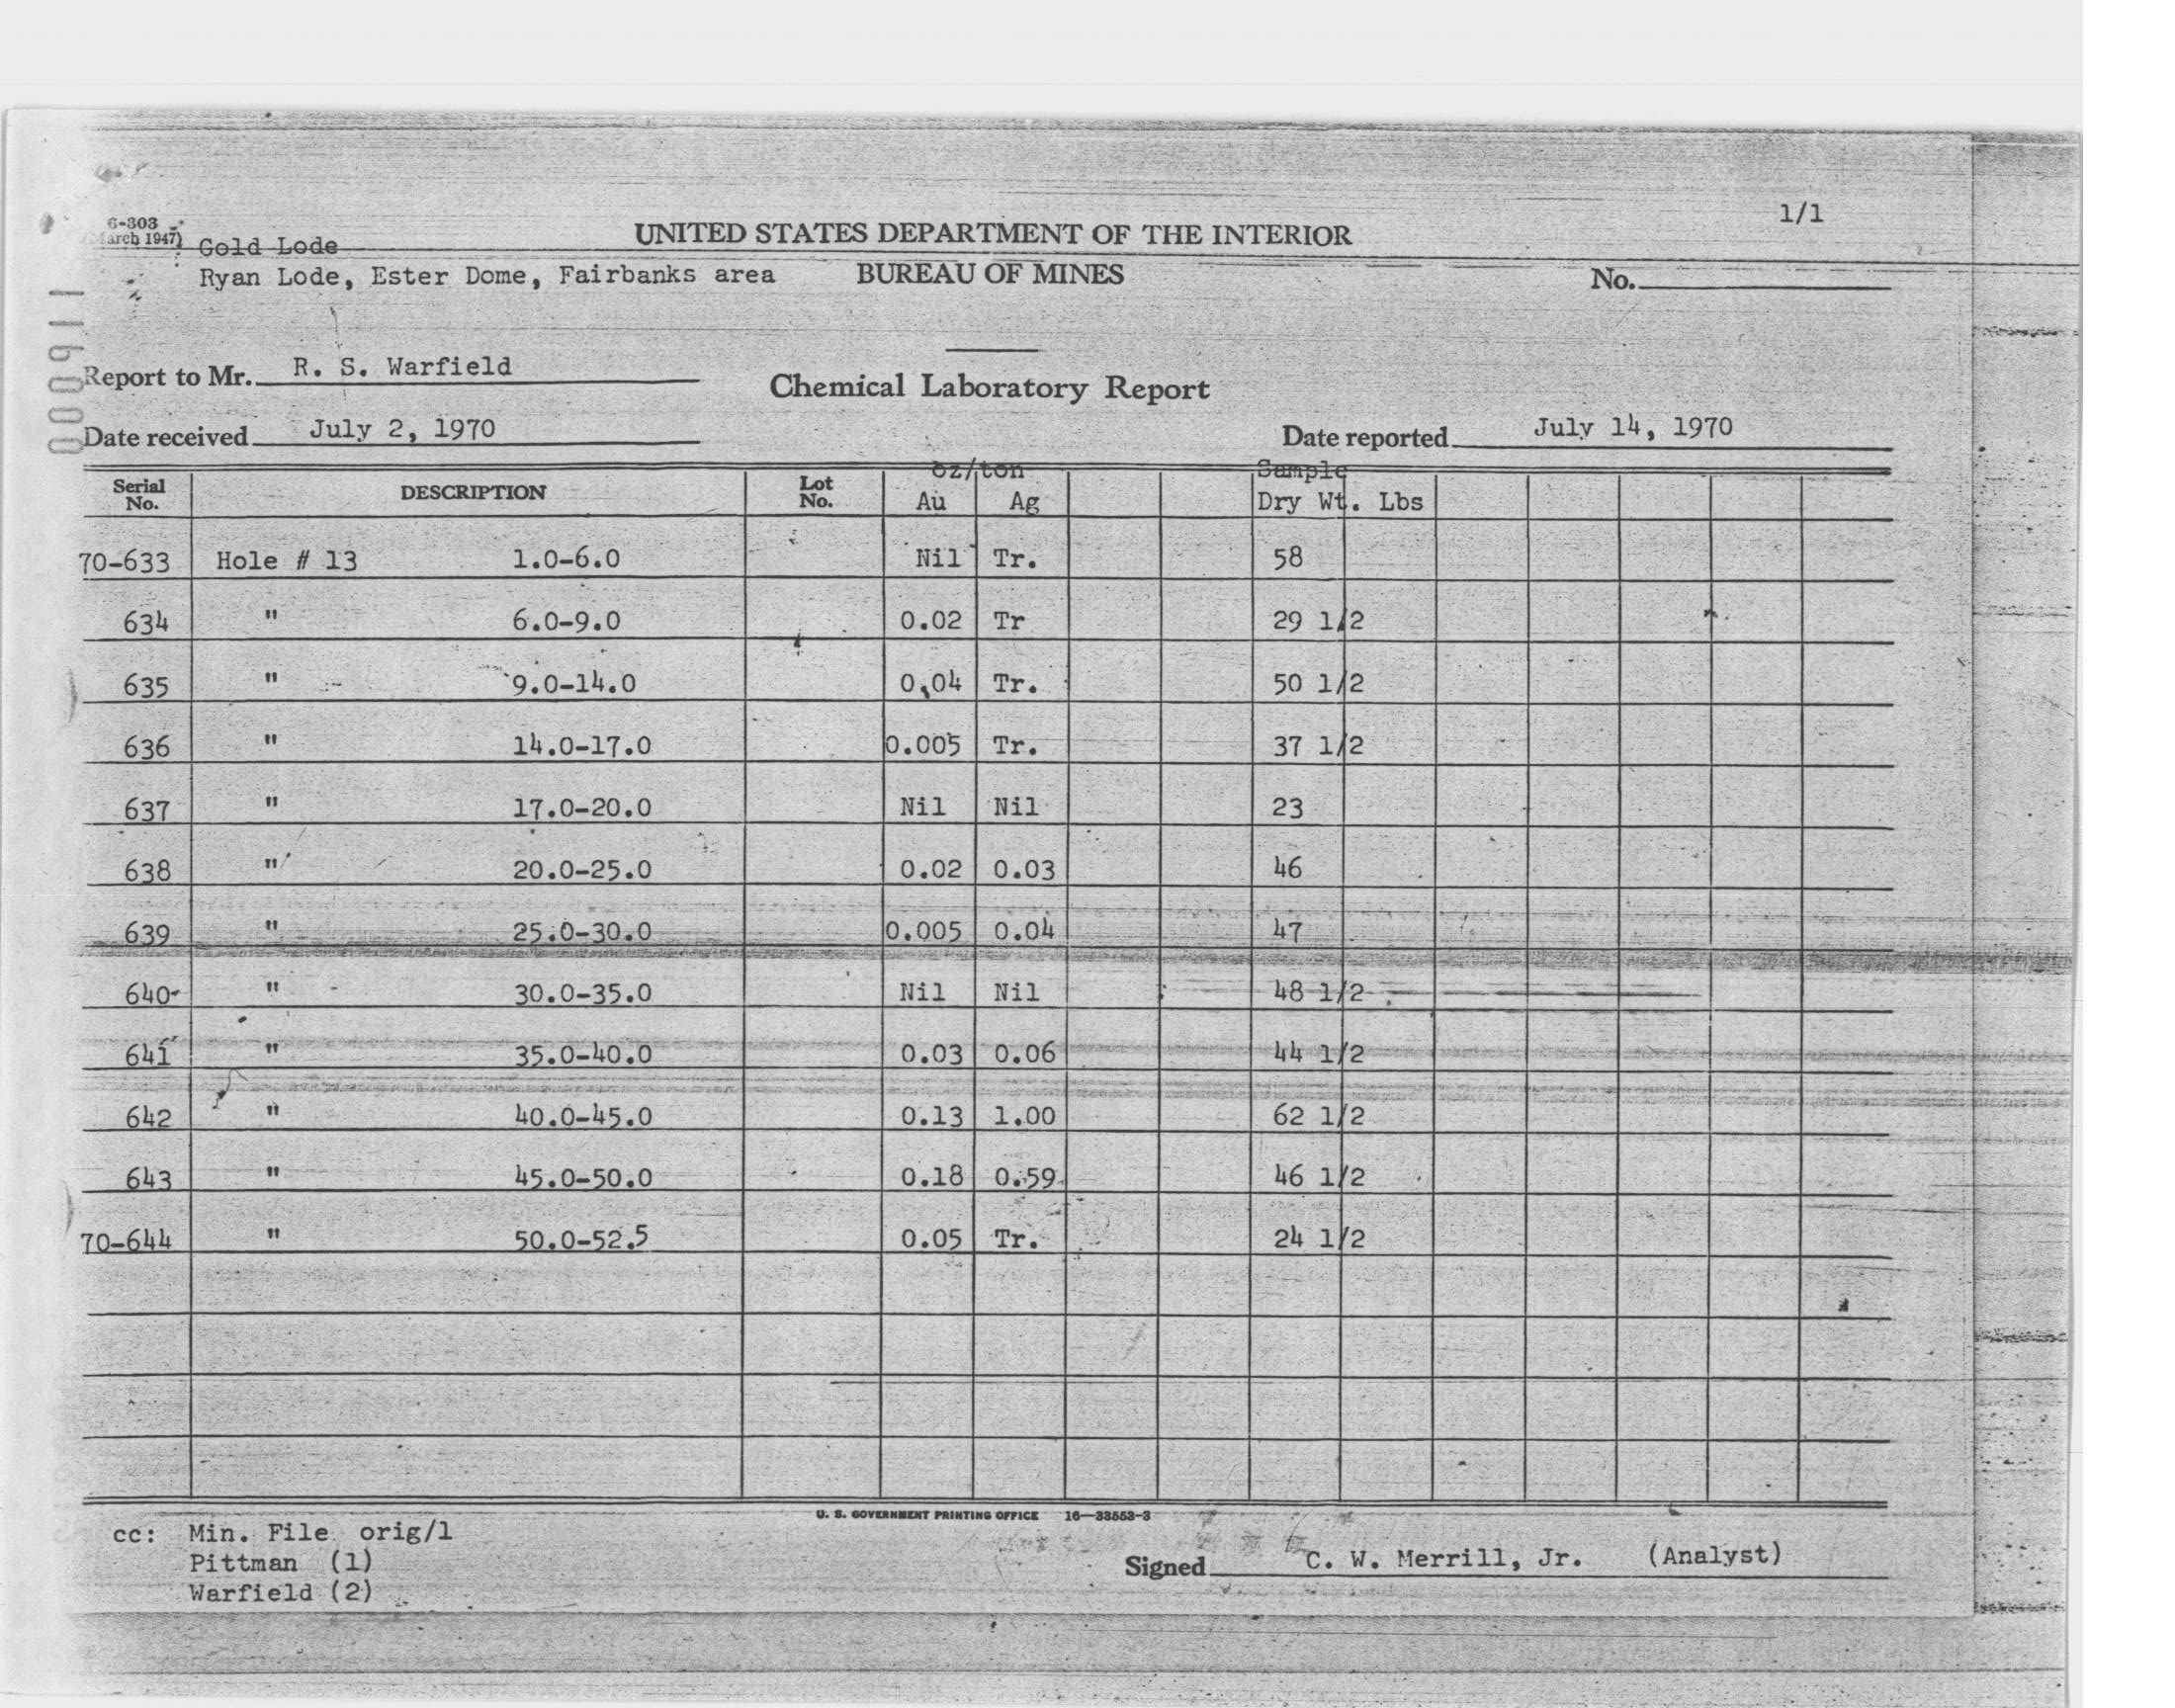 1/1
6-303
(March 1947)
Gold Lode
UNITED STATES DEPARTMENT OF THE INTERIOR
Ryan Lode, Ester Dome, Fairbanks area
BUREAU OF MINES
No.
Report to Mr. R. S. Warfield
Chemical Laboratory Report
Date received July 2, 1970
Date reported July 14, 1970
oz/ton Sample
Serial No. DESCRIPTION Lot No. Au Ag Dry Wt. Lbs
70-633 Hole # 13 1.0-6.0 Nil Tr. 58
634 " 6.0-9.0 0.02 Tr 29 1/2
635 " 9.0-14.0 0.04 Tr. 50 1/2
636 " 14.0-17.0 0.005 Tr. 37 1/2
637 " 17.0-20.0 Nil Nil 23
638 " 20.0-25.0 0.02 0.03 46
639 " 25.0-30.0 0.005 0.04 47
640 " 30.0-35.0 Nil Nil 48 1/2
641 " 35.0-40.0 0.03 0.06 44 1/2
642 " 40.0-45.0 0.13 1.00 62 1/2
643 " 45.0-50.0 0.18 0.59 46 1/2
70-644 " 50.0-52.5 0.05 Tr. 24 1/2
U. S. GOVERNMENT PRINTING OFFICE 16—33553-3
cc: Min. File orig/1
Pittman (1)
Warfield (2)
Signed C. W. Merrill, Jr. (Analyst)